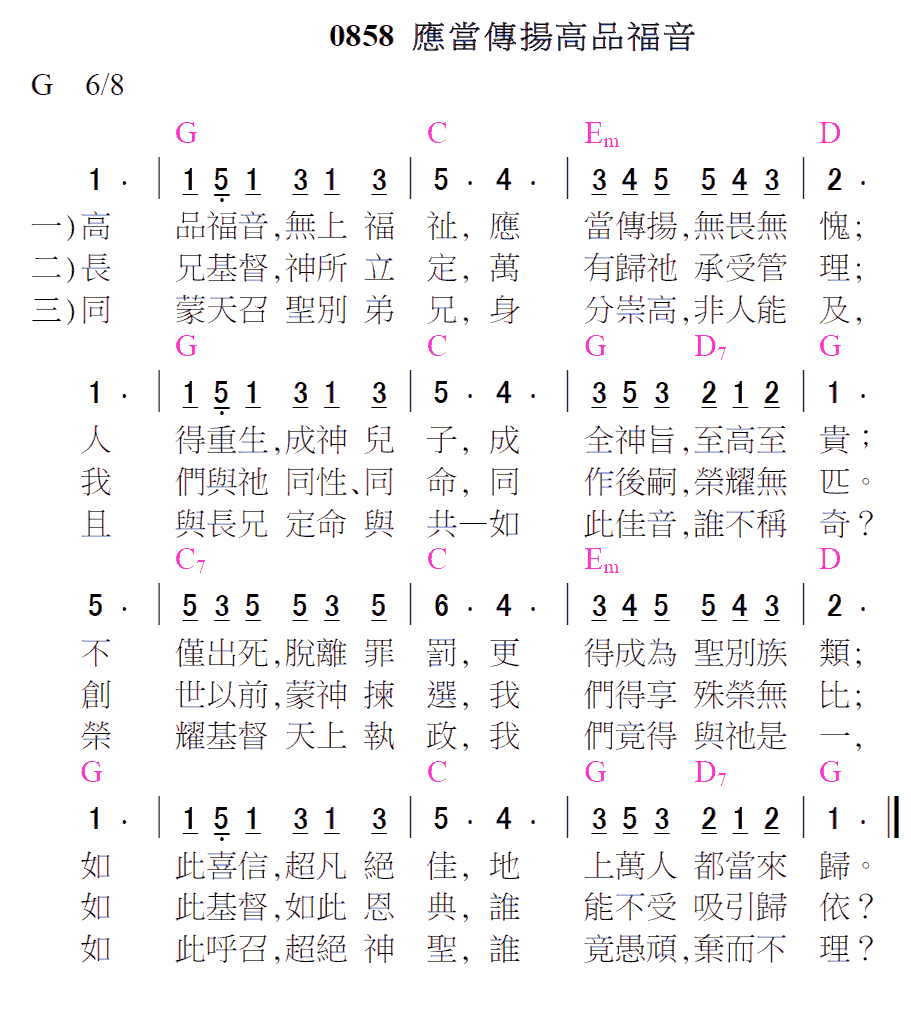 0858 應當傳揚高品福音
G 6/8
G C Em D
1 · | 1 5 1 3 1 3 | 5 · 4 · | 3 4 5 5 4 3 | 2 ·
一)高 品福音,無上 福 祉, 應 當傳揚,無畏無 愧;
二)長 兄基督,神所 立 定, 萬 有歸祂 承受管 理;
三)同 蒙天召 聖別 弟 兄, 身 分崇高,非人能 及,
G C G D7 G
1 · | 1 5 1 3 1 3 | 5 · 4 · | 3 5 3 2 1 2 | 1 ·
人 得重生,成神 兒 子, 成 全神旨,至高至 貴;
我 們與祂 同性、同 命, 同 作後嗣,榮耀無 匹。
且 與長兄 定命 與 共—如 此佳音,誰不稱 奇?
C7 C Em D
5 · | 5 3 5 5 3 5 | 6 · 4 · | 3 4 5 5 4 3 | 2 ·
不 僅出死,脫離 罪 罰, 更 得成為 聖別族 類;
創 世以前,蒙神 揀 選, 我 們得享 殊榮無 比;
榮 耀基督 天上 執 政, 我 們竟得 與祂是 一,
G C G D7 G
1 · | 1 5 1 3 1 3 | 5 · 4 · | 3 5 3 2 1 2 | 1 · ||
如 此喜信,超凡 絕 佳, 地 上萬人 都當來 歸。
如 此基督,如此 恩 典, 誰 能不受 吸引歸 依?
如 此呼召,超絕 神 聖, 誰 竟愚頑,棄而不 理?